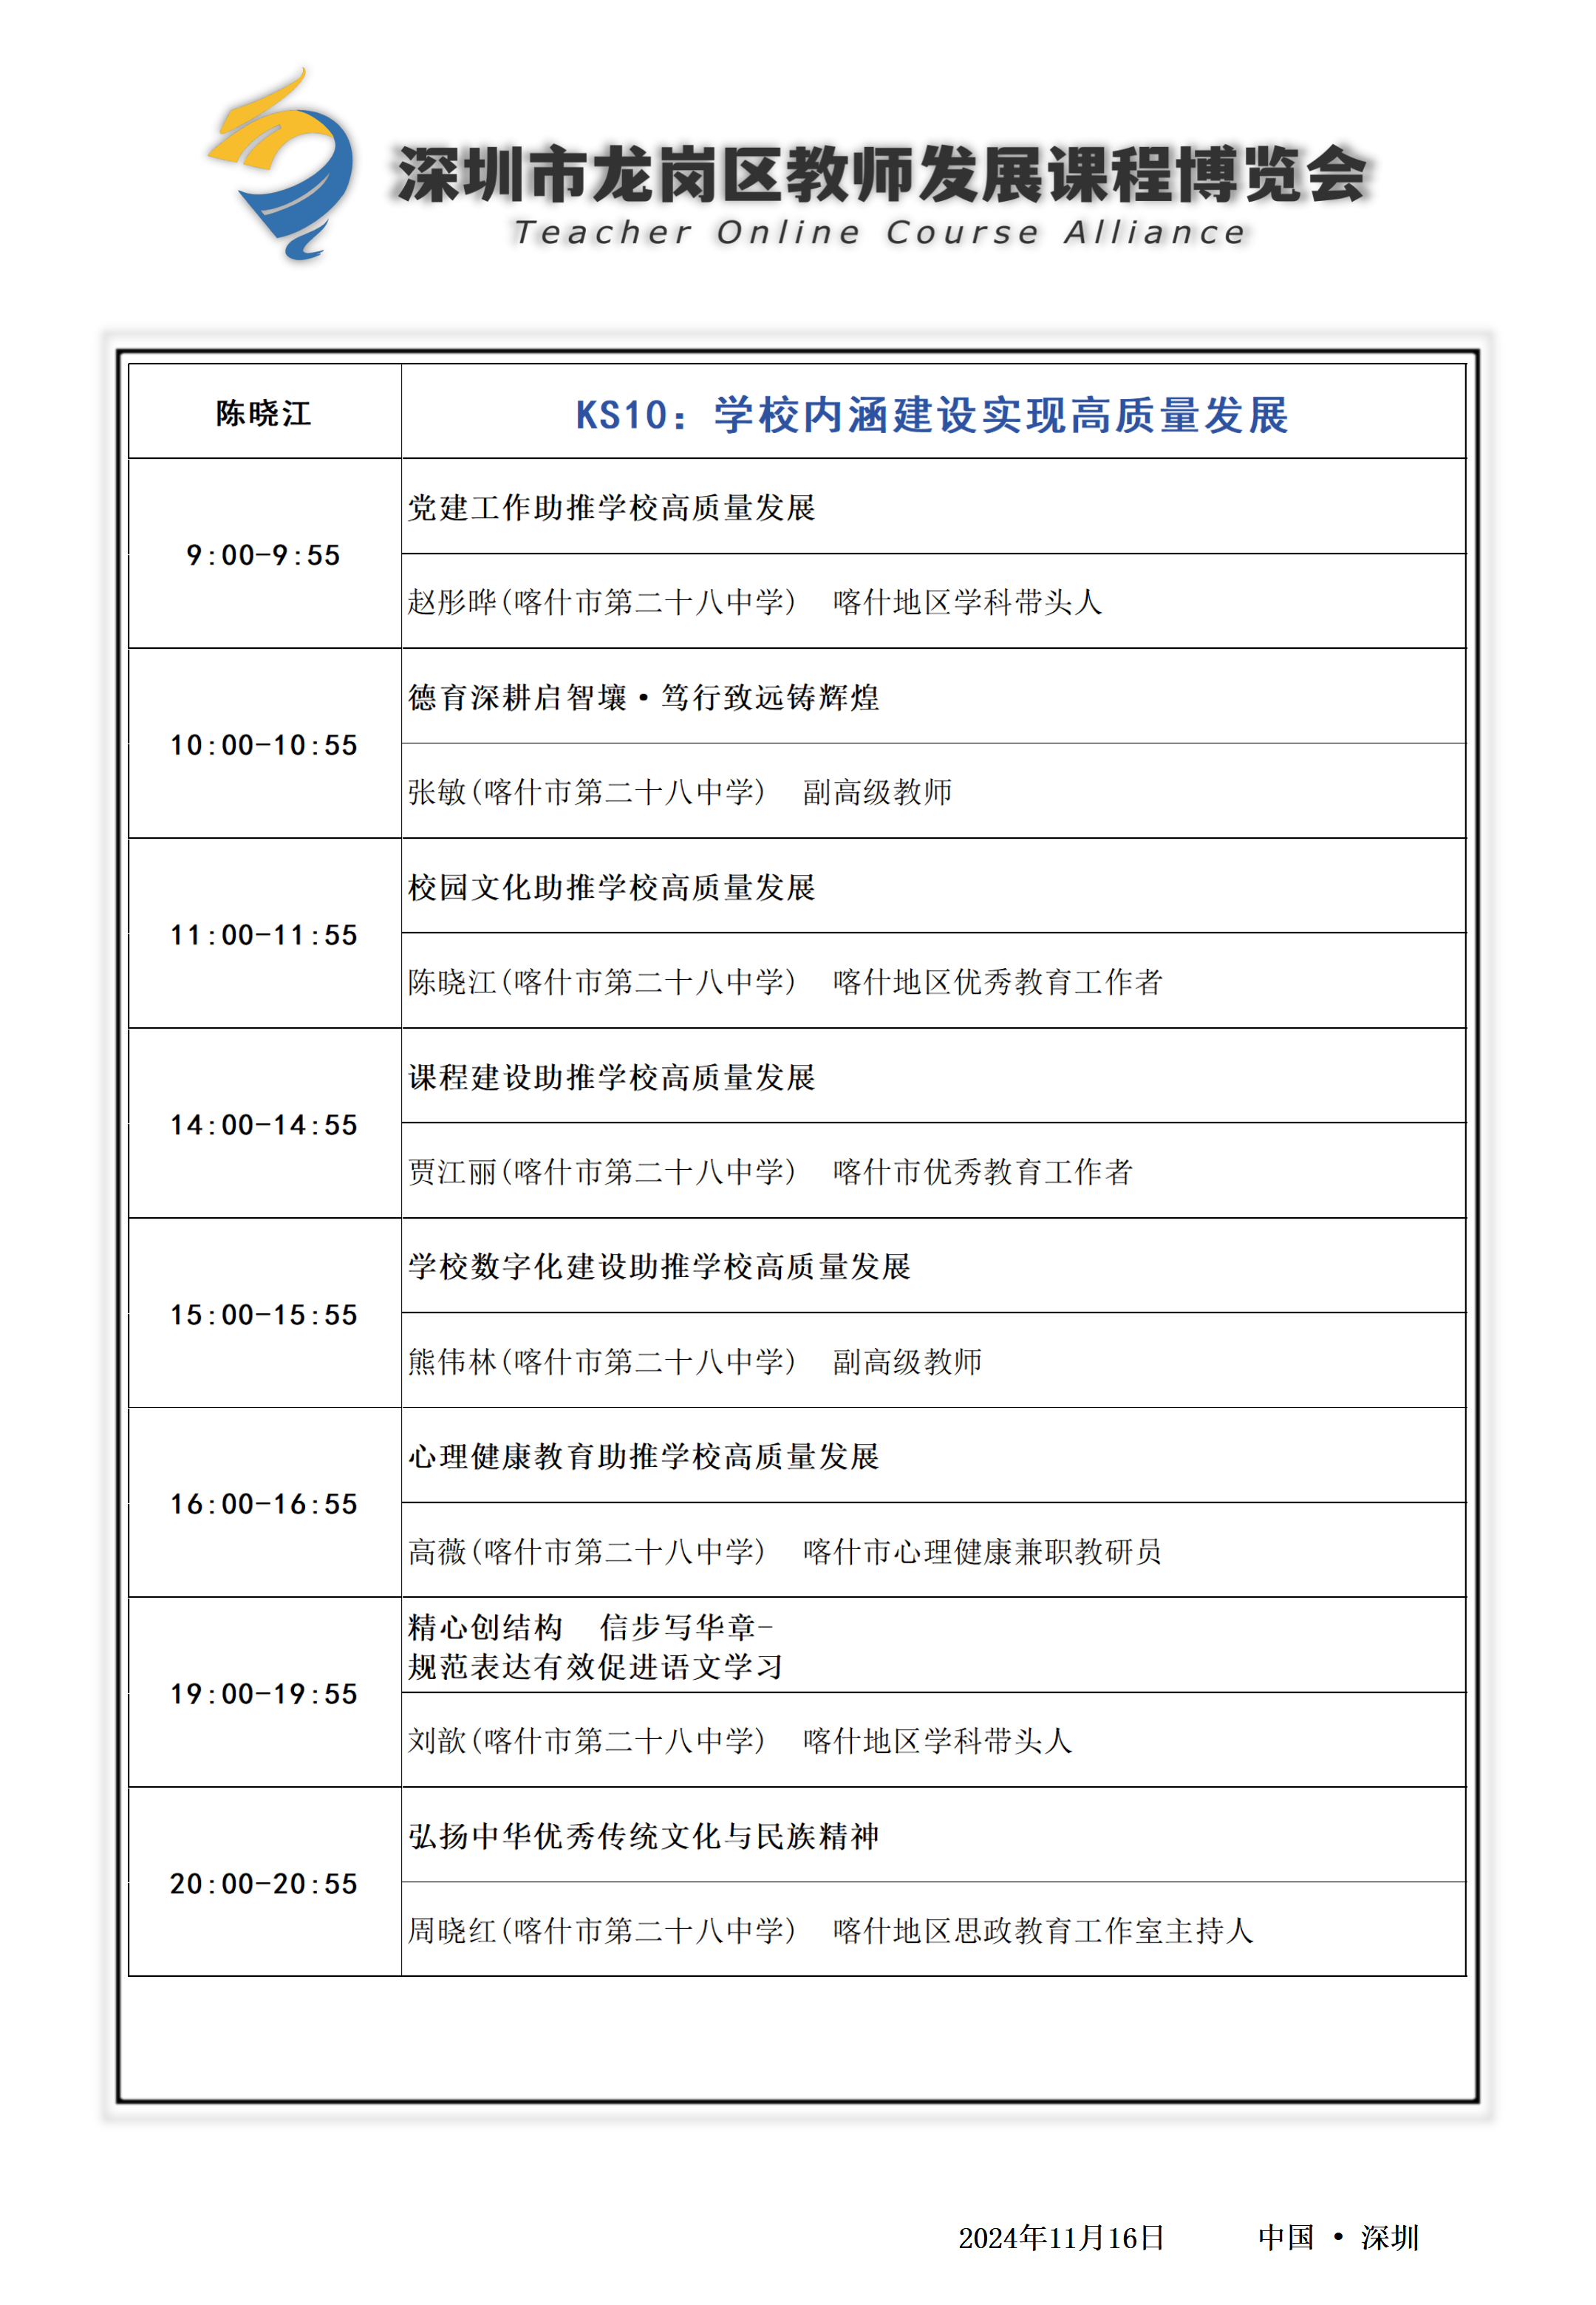 深圳市龙岗区教师发展课程博览会
Teacher Online Course Alliance
陈晓江
KS10：学校内涵建设实现高质量发展
9:00-9:55
党建工作助推学校高质量发展
赵彤晔(喀什市第二十八中学) 喀什地区学科带头人
10:00-10:55
德育深耕启智壤·笃行致远铸辉煌
张敏(喀什市第二十八中学) 副高级教师
11:00-11:55
校园文化助推学校高质量发展
陈晓江(喀什市第二十八中学) 喀什地区优秀教育工作者
14:00-14:55
课程建设助推学校高质量发展
贾江丽(喀什市第二十八中学) 喀什市优秀教育工作者
15:00-15:55
学校数字化建设助推学校高质量发展
熊伟林(喀什市第二十八中学) 副高级教师
16:00-16:55
心理健康教育助推学校高质量发展
高薇(喀什市第二十八中学) 喀什市心理健康兼职教研员
19:00-19:55
精心创结构 信步写华章-
规范表达有效促进语文学习
刘歆(喀什市第二十八中学) 喀什地区学科带头人
20:00-20:55
弘扬中华优秀传统文化与民族精神
周晓红(喀什市第二十八中学) 喀什地区思政教育工作室主持人
2024年11月16日 中国 • 深圳